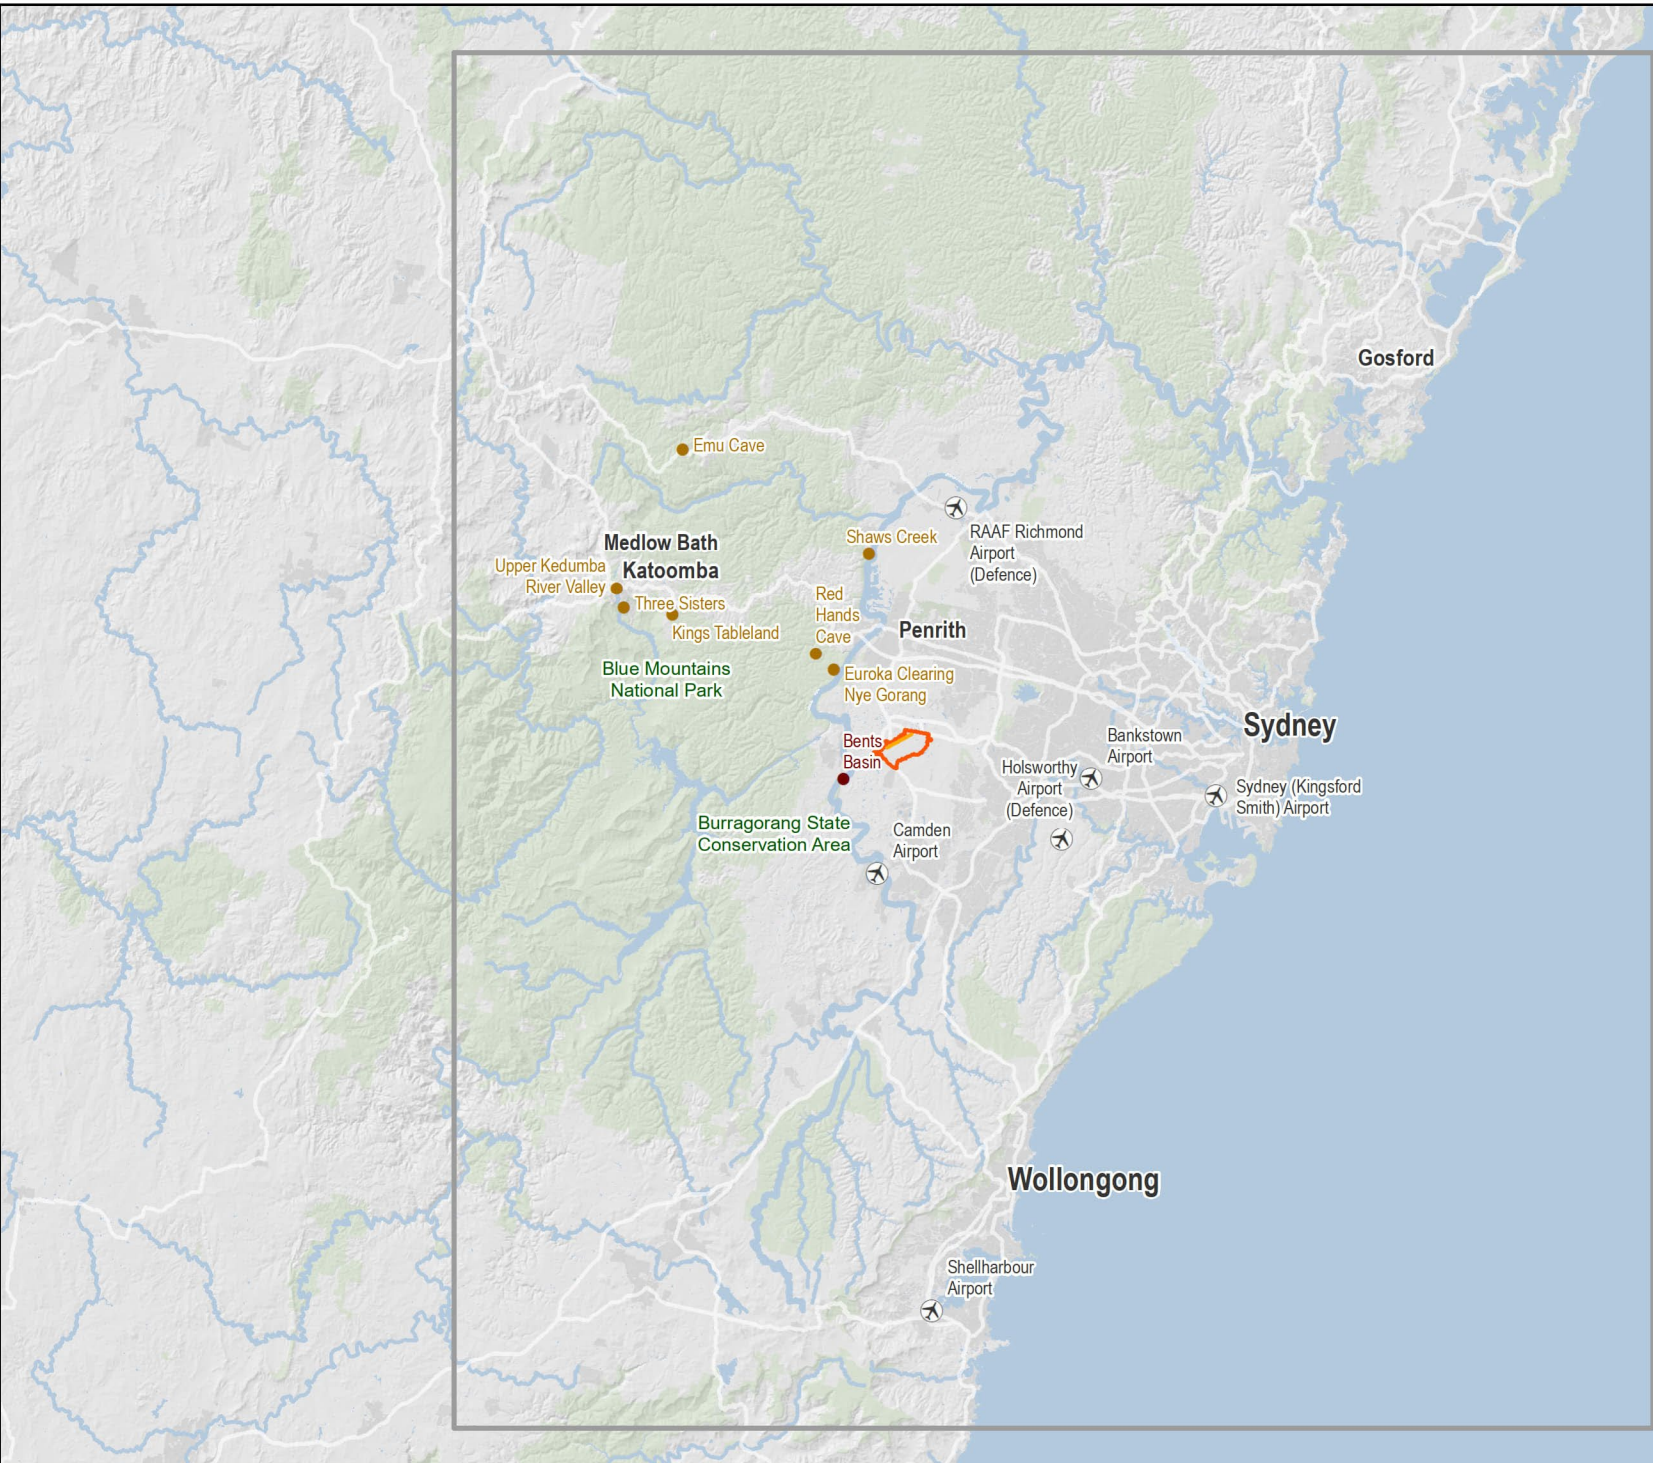 Gosford
Emu Cave
RAAF Richmond
Airport
(Defence)
Shaws Creek
Medlow Bath
Katoomba
Upper Kedumba
River Valley
Three Sisters
Kings Tableland
Red
Hands
Cave
Penrith
Blue Mountains
National Park
Euroka Clearing
Nye Gorang
Sydney
Bents
Basin
Bankstown
Airport
Holsworthy
Airport
(Defence)
Sydney (Kingsford
Smith) Airport
Burragorang State
Conservation Area
Camden
Airport
Wollongong
Shellharbour
Airport